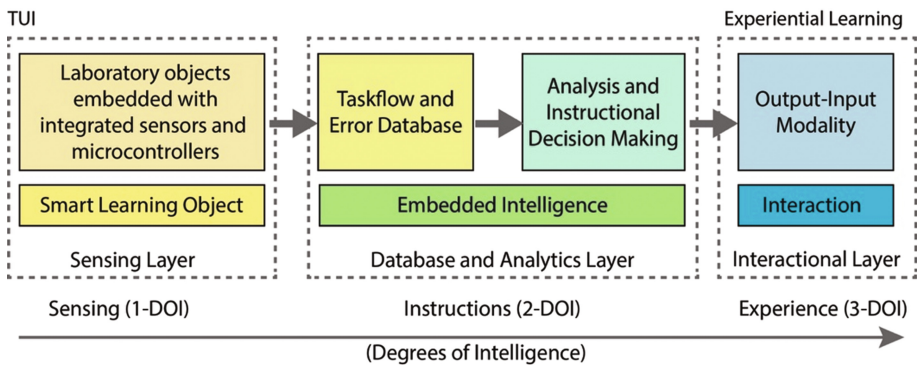 TUI
Experiential Learning
Laboratory objects
embedded with
integrated sensors and
microcontrollers
Smart Learning Object
Sensing Layer
Taskflow and
Error Database
Analysis and
Instructional
Decision Making
Embedded Intelligence
Database and Analytics Layer
Output-Input
Modality
Interaction
Interactional Layer
Sensing (1-DOI)
Instructions (2-DOI)
Experience (3-DOI)
(Degrees of Intelligence)